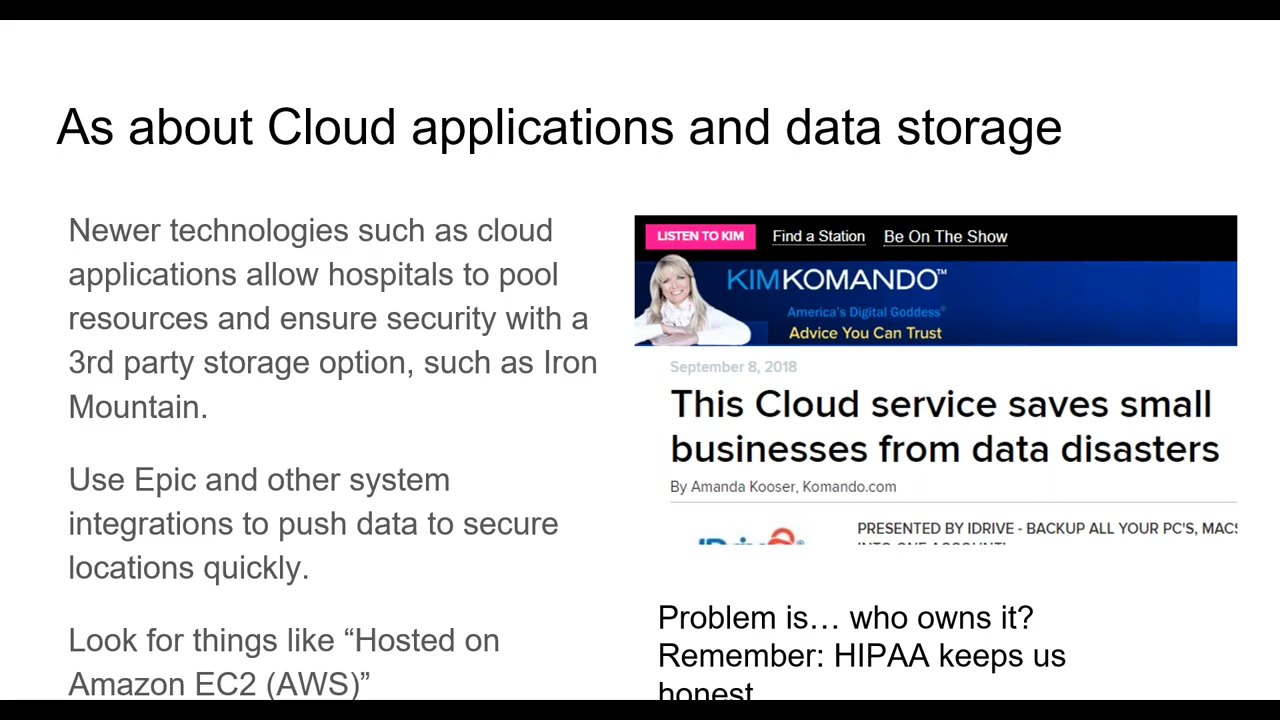 As about Cloud applications and data storage
Newer technologies such as cloud
applications allow hospitals to pool
resources and ensure security with a
3rd party storage option, such as Iron
Mountain.
Use Epic and other system
integrations to push data to secure
locations quickly.
Look for things like “Hosted on
Amazon EC2 (AWS)”
LISTEN TO KIM Find a Station Be On The Show
KIMKOMANDO™
America's Digital Goddess®
Advice You Can Trust
September 8, 2018
This Cloud service saves small
businesses from data disasters
By Amanda Kooser, Komando.com
PRESENTED BY IDRIVE - BACKUP ALL YOUR PC'S, MACS
INTO ONE ACCOUNT!
Problem is… who owns it?
Remember: HIPAA keeps us
honest